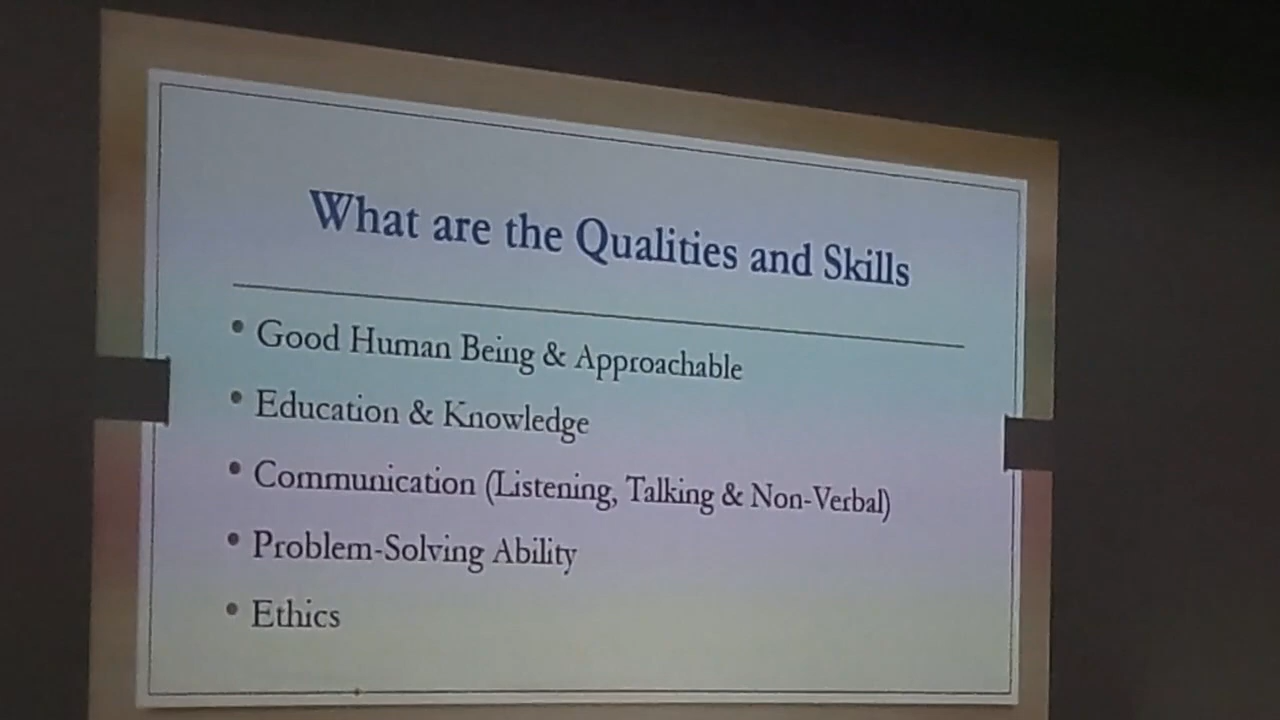 What are the Qualities and Skills
• Good Human Being & Approachable
• Education & Knowledge
• Communication (Listening, Talking & Non-Verbal)
• Problem-Solving Ability
• Ethics